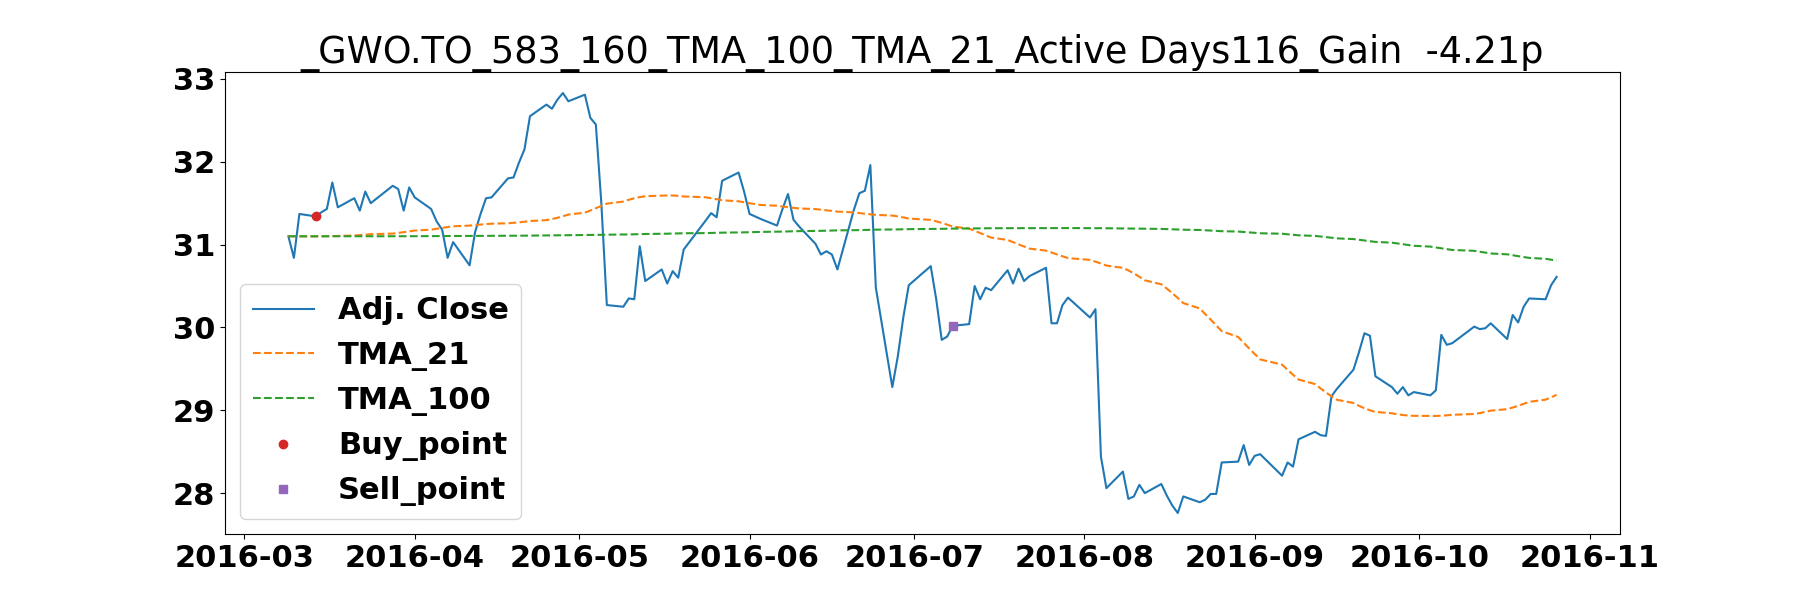 _GWO.TO_583_160_TMA_100_TMA_21_Active Days116_Gain  -4.21p
33
32
31
30
29
28
Adj. Close
TMA_21
TMA_100
Buy_point
Sell_point
2016-03 2016-04 2016-05 2016-06 2016-07 2016-08 2016-09 2016-10 2016-11